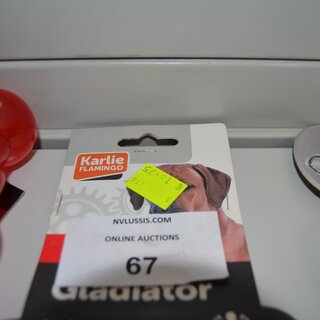 Karlie
FLAMINGO
NVLUSSIS.COM
ONLINE AUCTIONS
67
Gladiator